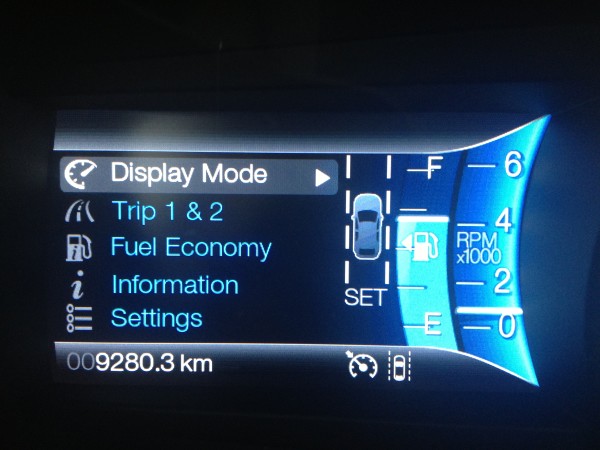 Display Mode
Trip 1 & 2
Fuel Economy
Information
Settings
SET
F
E
6
4
RPM
x1000
2
0
009280.3 km